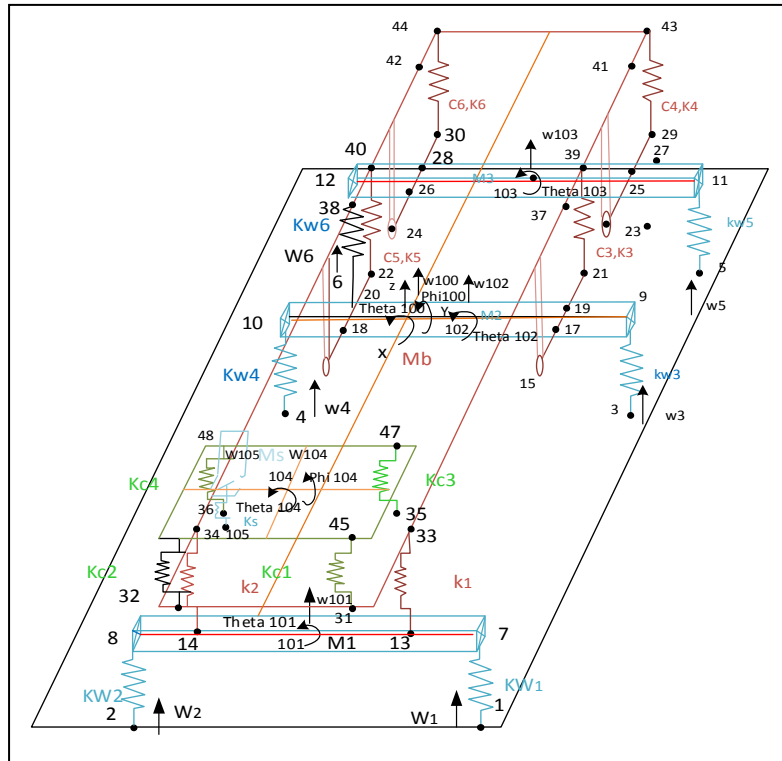 44
43
42
41
C6,K6
C4,K4
30
29
w103
27
40
28
39
12
M3
11
103
Theta 103
26
25
38
37
Kw6
24
23
kw5
W6
C5,K5
C3,K3
6
22
21
5
w100
w102
z
20
Phi100
9
Theta 100
Y
M2
19
w5
10
18
102
17
Theta 102
x
Mb
Kw4
15
kw3
w4
4
3
w3
48
47
W105
Ms
W104
Kc4
104
Phi 104
Kc3
36
Theta 104
35
Ks
34
105
45
33
Kc2
k2
Kc1
k1
32
w101
31
Theta 101
8
14
101
M1
13
7
KW2
KW1
2
W2
W1
1